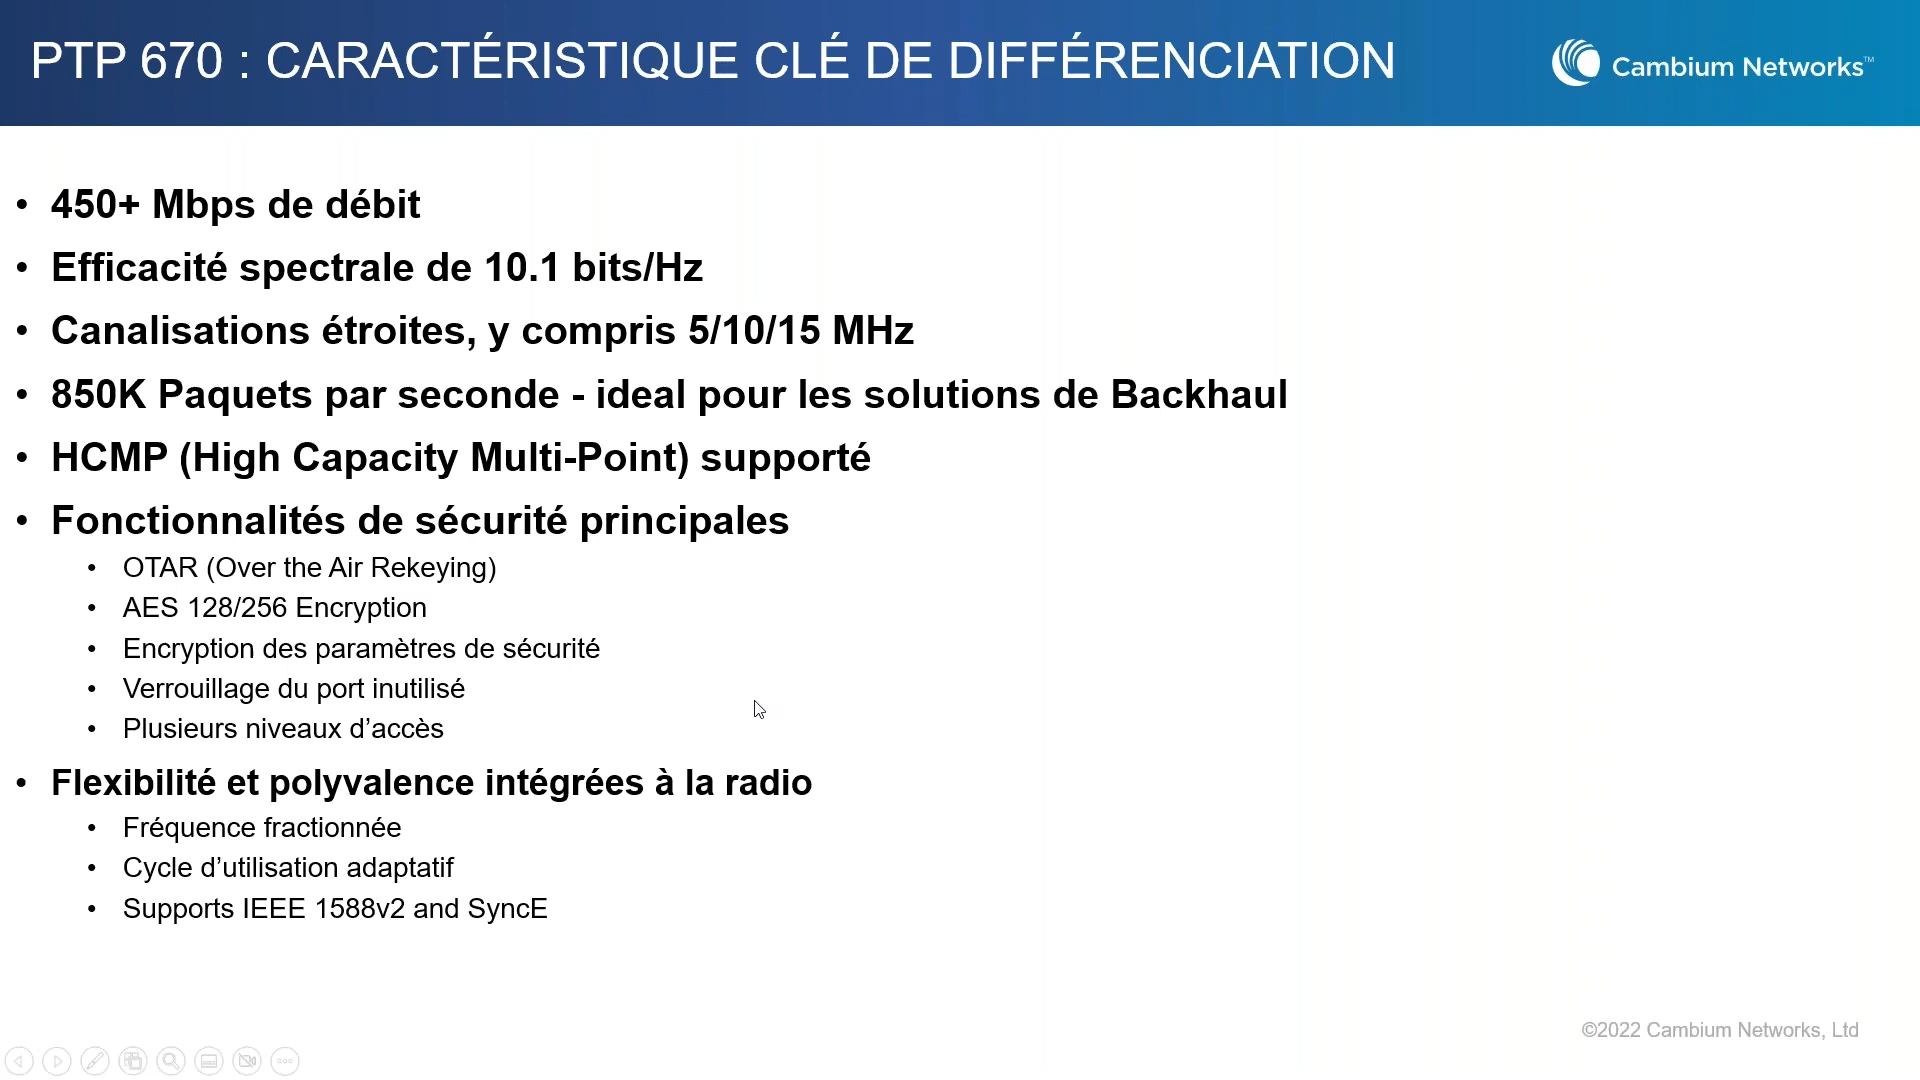 PTP 670 : CARACTÉRISTIQUE CLÉ DE DIFFÉRENCIATION
Cambium Networks™
• 450+ Mbps de débit
• Efficacité spectrale de 10.1 bits/Hz
• Canalisations étroites, y compris 5/10/15 MHz
• 850K Paquets par seconde - ideal pour les solutions de Backhaul
• HCMP (High Capacity Multi-Point) supporté
• Fonctionnalités de sécurité principales
• OTAR (Over the Air Rekeying)
• AES 128/256 Encryption
• Encryption des paramètres de sécurité
• Verrouillage du port inutilisé
• Plusieurs niveaux d’accès
• Flexibilité et polyvalence intégrées à la radio
• Fréquence fractionnée
• Cycle d’utilisation adaptatif
• Supports IEEE 1588v2 and SyncE
©2022 Cambium Networks, Ltd